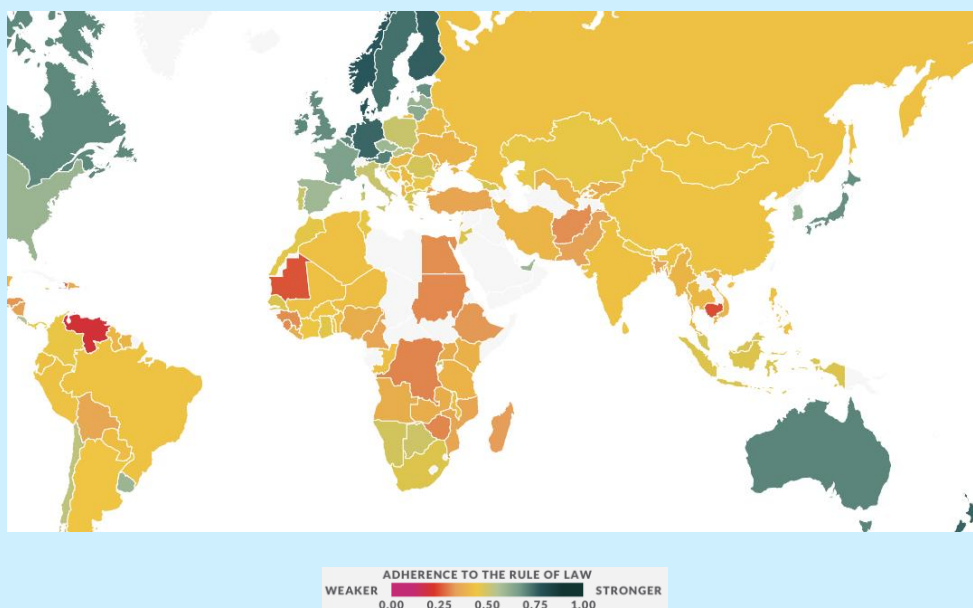 ADHERENCE TO THE RULE OF LAW
WEAKER STRONGER
0.00 0.25 0.50 0.75 1.00